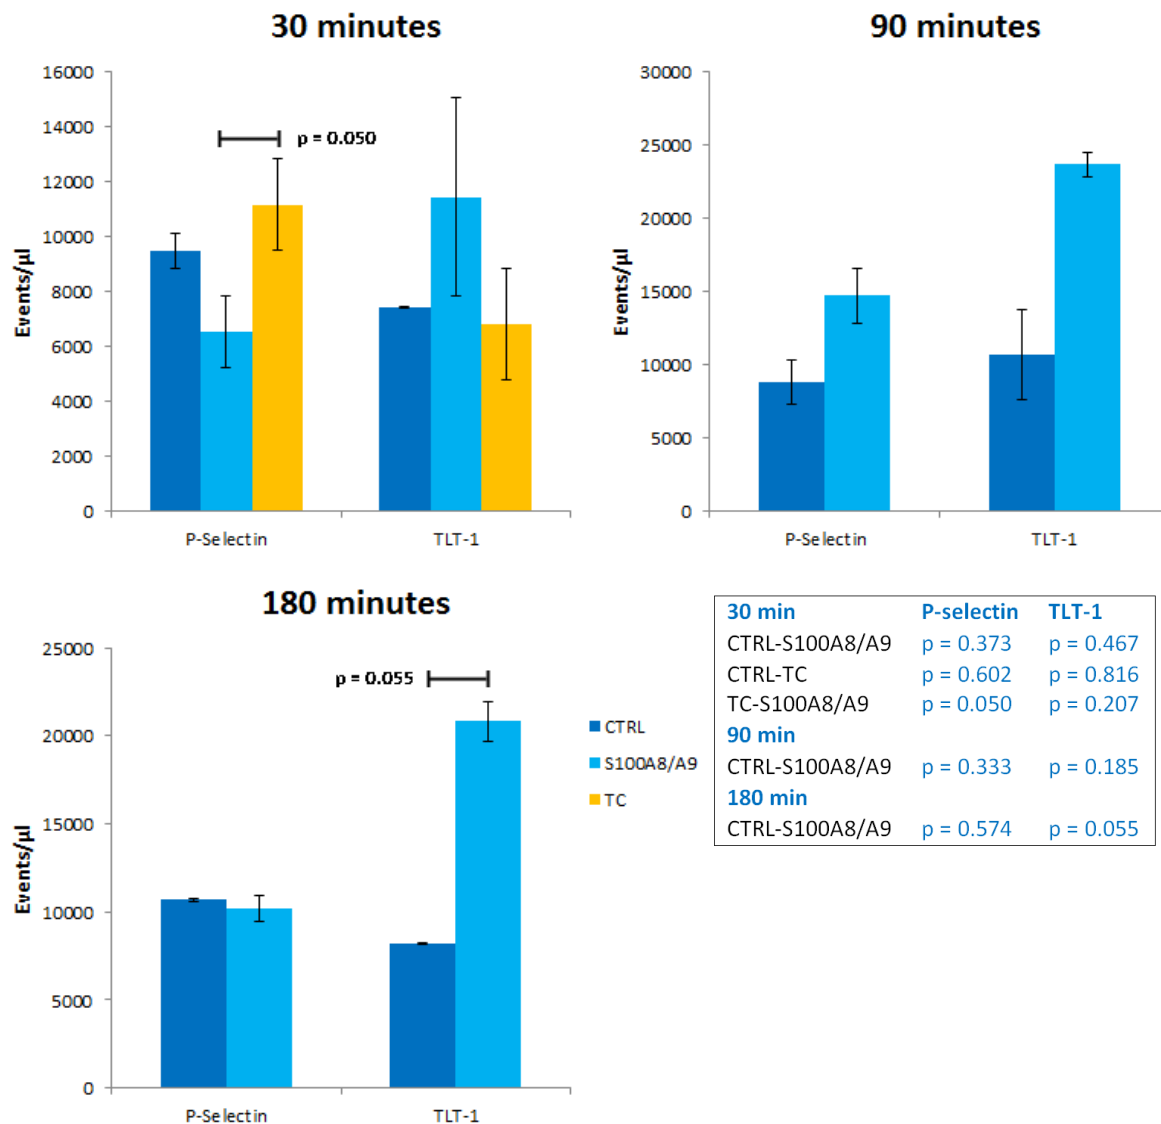 30 minutes
16000
14000
12000
10000
8000
6000
4000
2000
0
Events/µl
p = 0.050
P-Selectin TLT-1
90 minutes
30000
25000
20000
15000
10000
5000
0
Events/µl
P-Selectin TLT-1
180 minutes
25000
20000
15000
10000
5000
0
Events/µl
p = 0.055
P-Selectin TLT-1
CTRL
S100A8/A9
TC
30 min P-selectin TLT-1
CTRL-S100A8/A9 p = 0.373 p = 0.467
CTRL-TC p = 0.602 p = 0.816
TC-S100A8/A9 p = 0.050 p = 0.207
90 min
CTRL-S100A8/A9 p = 0.333 p = 0.185
180 min
CTRL-S100A8/A9 p = 0.574 p = 0.055